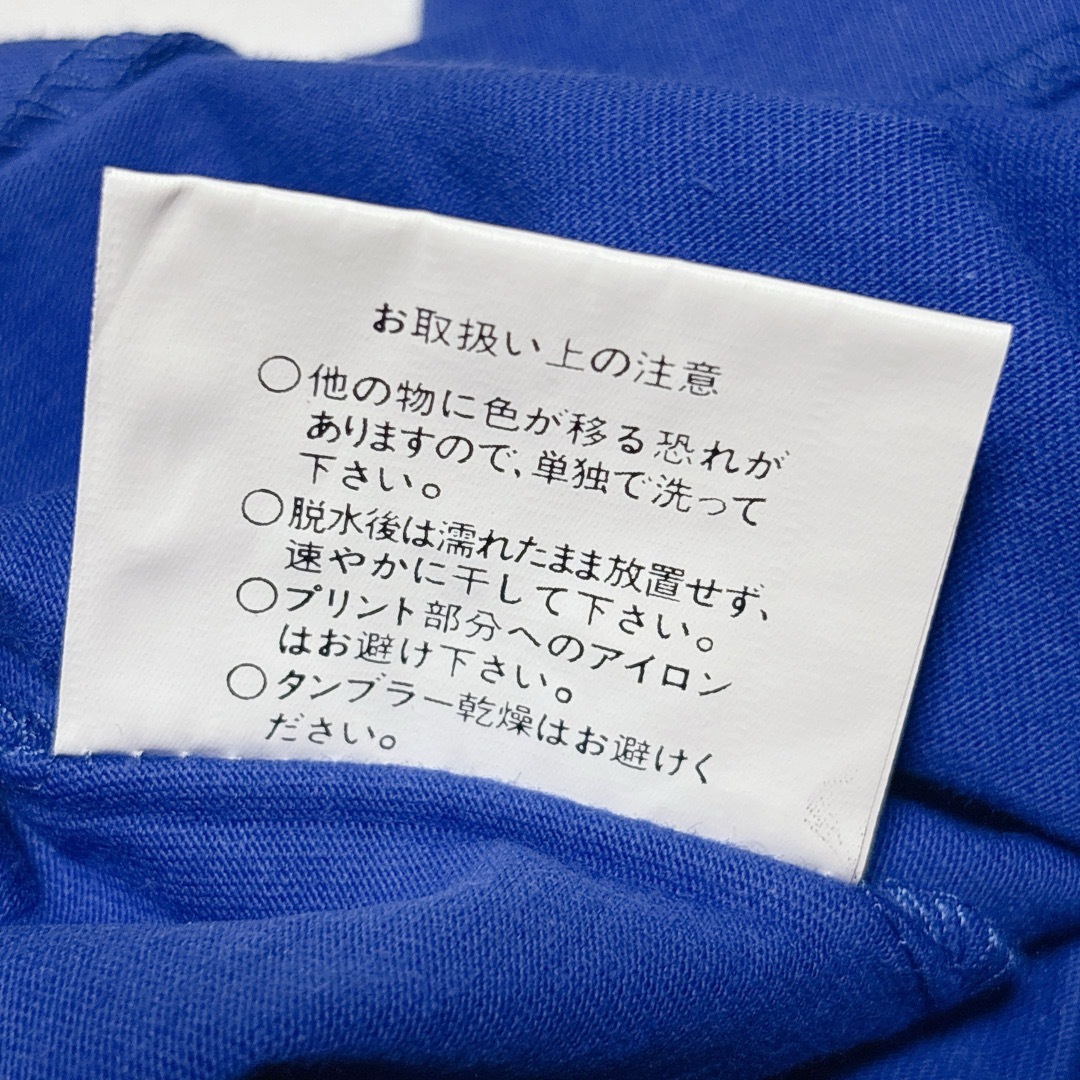 お取扱い上の注意
○他の物に色が移る恐れが
ありますので、単独で洗って
下さい。
○脱水後は濡れたまま放置せず、
速やかに干して下さい。
○プリント部分へのアイロン
はお避け下さい。
○タンブラー乾燥はお避けく
ださい。